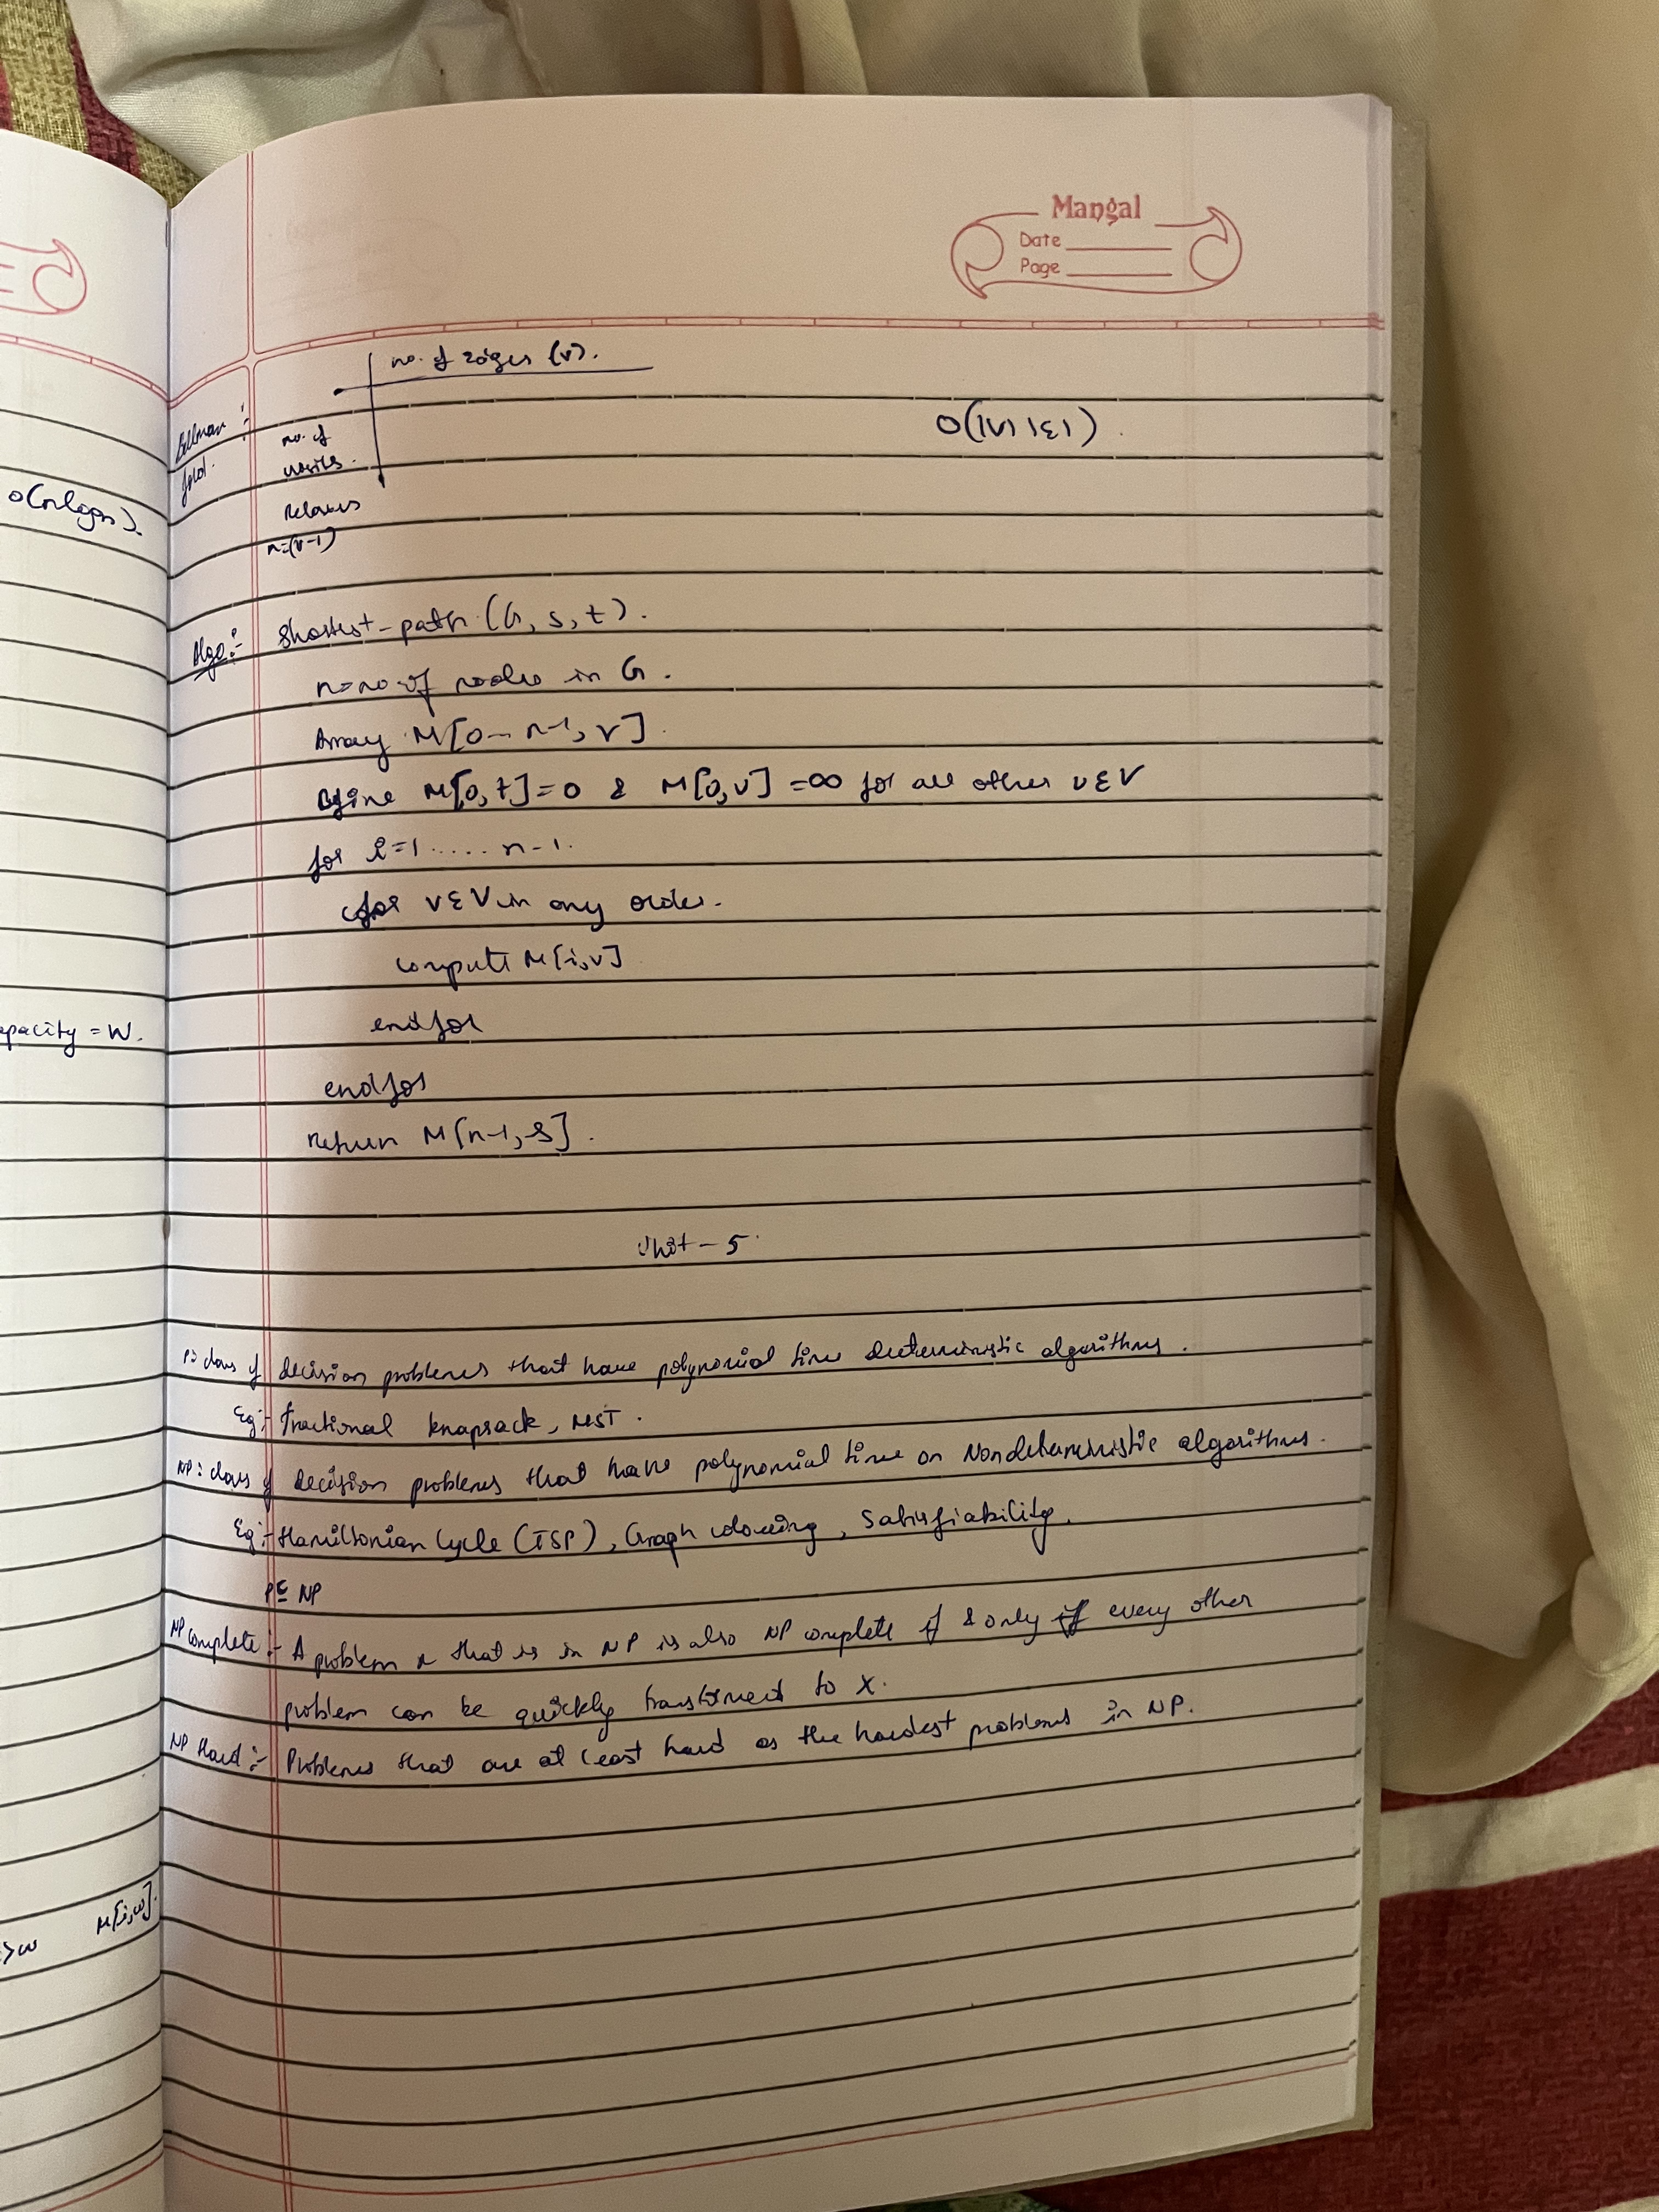 Mangal
Date
Page
no. of edges (v).
Bellman :-
ford.
no. of
O(|V| |E|)
n=(v-1)
o(nlogn).
Algo:- Shortest-path (G, s, t).
n=no of nodes in G.
Array M[0-- n-1, V].
Define M[0,t]=0 & M[0,v]=∞ for all other v ε V
for i=1 ..... n-1.
for v ε V in any order.
compute M[i,v]
endfor
apacity = W.
endfor
return M[n-1, s].
Unit - 5
P: class of decision problems that have polynomial time deterministic algorithms.
Eg:- fractional knapsack, MST.
NP: class of decision problems that have polynomial time on Nondeterministic algorithms.
Eg:- Hamiltonian Cycle (TSP), Graph colouring, Satisfiability.
P ⊆ NP
NP complete :- A problem x that is in NP is also NP complete if & only if every other
problem can be quickly transformed to X.
NP Hard :- Problems that are at least hard as the hardest problems in NP.
M[i,w].
>w